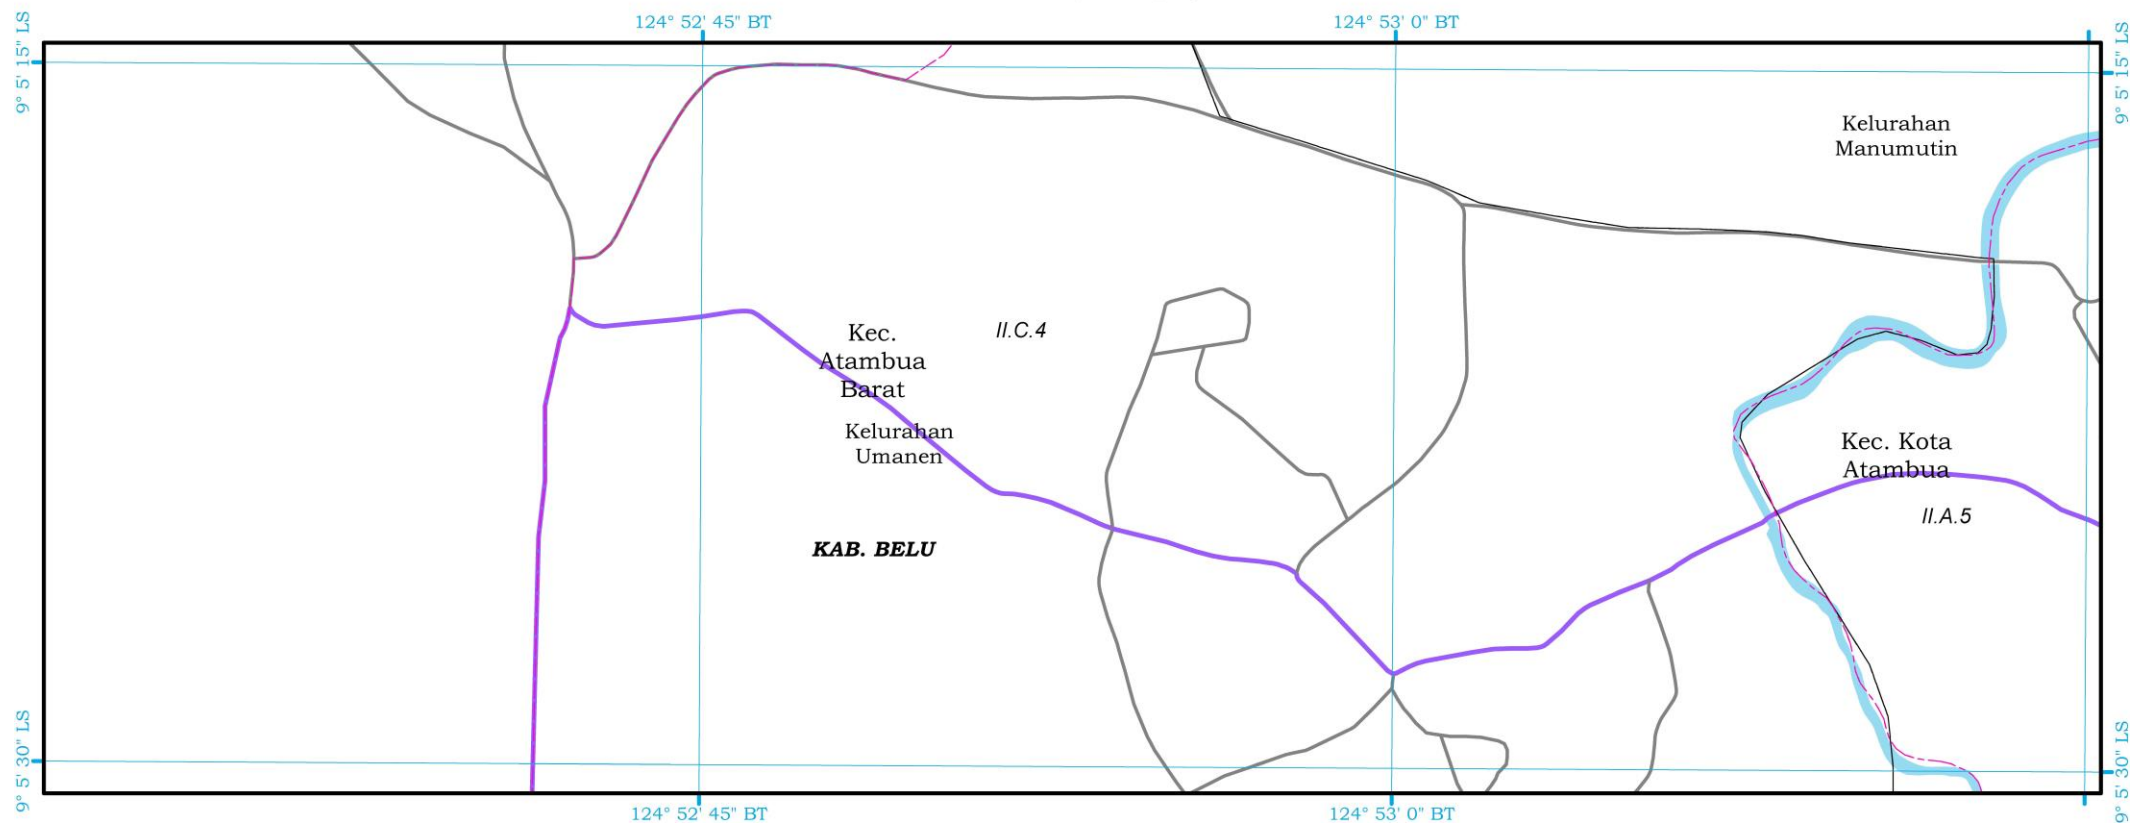 124° 52' 45" BT
124° 53' 0" BT
9° 5' 15" LS
9° 5' 15" LS
Kelurahan
Manumutin
Kec.
Atambua
Barat
II.C.4
Kelurahan
Umanen
Kec. Kota
Atambua
II.A.5
KAB. BELU
9° 5' 30" LS
9° 5' 30" LS
124° 52' 45" BT
124° 53' 0" BT